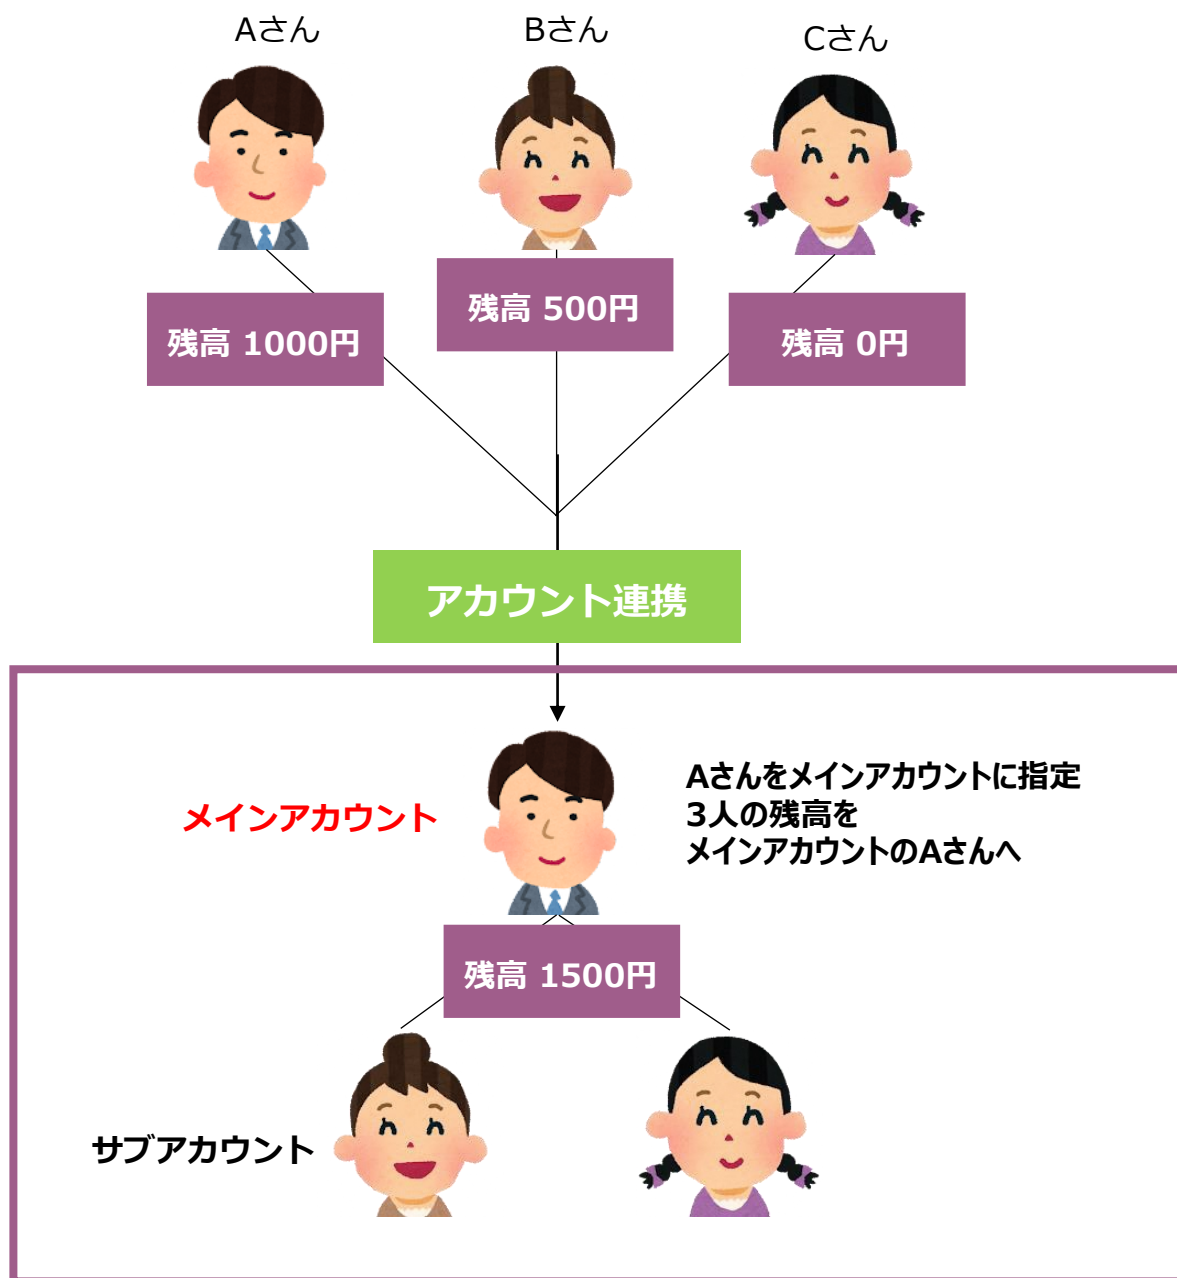 Aさん
Bさん
Cさん
残高 1000円
残高 500円
残高 0円
アカウント連携
メインアカウント
Aさんをメインアカウントに指定
3人の残高を
メインアカウントのAさんへ
残高 1500円
サブアカウント